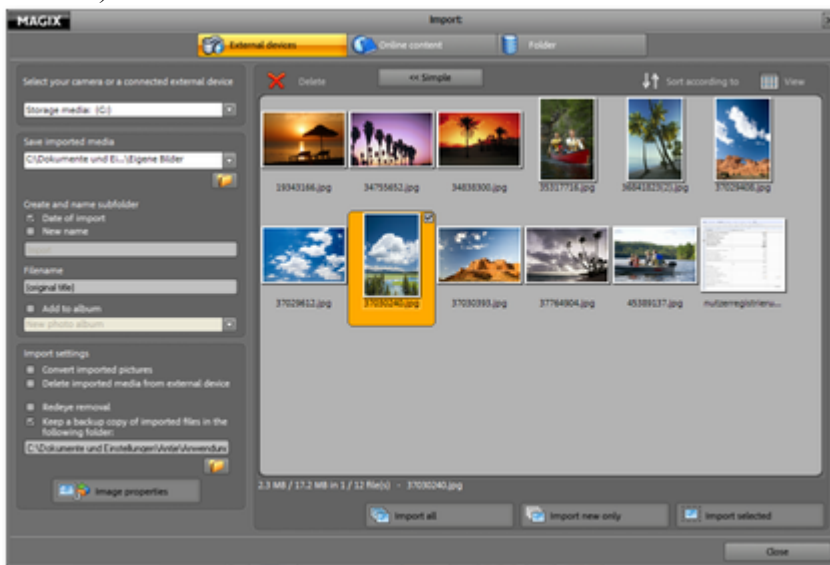 MAGIX
Import:
External devices
Online content
Folder
Select your camera or a connected external device
Storage media: (G:)
Save imported media
C:\Dokumente und Ei...\Eigene Bilder
Create and name subfolder
Date of import
New name
Filename
(original title)
Add to album
New photo album
Import settings
Convert imported pictures
Delete imported media from external device
Redeye removal
Keep a backup copy of imported files in the
following folder:
C:\Dokumente und Einstellungen\Antje\Anwendun
Image properties
Delete
<< Simple
Sort according to
View
19343166.jpg
34755652.jpg
34838300.jpg
35317716.jpg
36841823(2).jpg
37029408.jpg
37029612.jpg
37030240.jpg
37030393.jpg
37764904.jpg
45389137.jpg
nutzerregistrieru...
2.3 MB / 17.2 MB in 1 / 12 file(s) - 37030240.jpg
Import all
Import new only
Import selected
Close